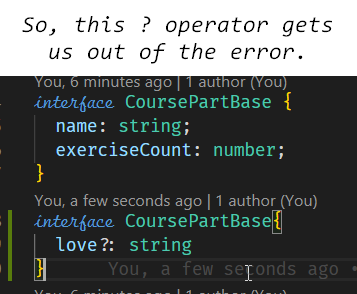 So, this ? operator gets
us out of the error.
You, 6 minutes ago | 1 author (You)
interface CoursePartBase {
name: string;
exerciseCount: number;
}
You, a few seconds ago | 1 author (You)
interface CoursePartBase{
love?: string
} You, a few seconds ago •
You, 6 minutes ago | 1 author (You)